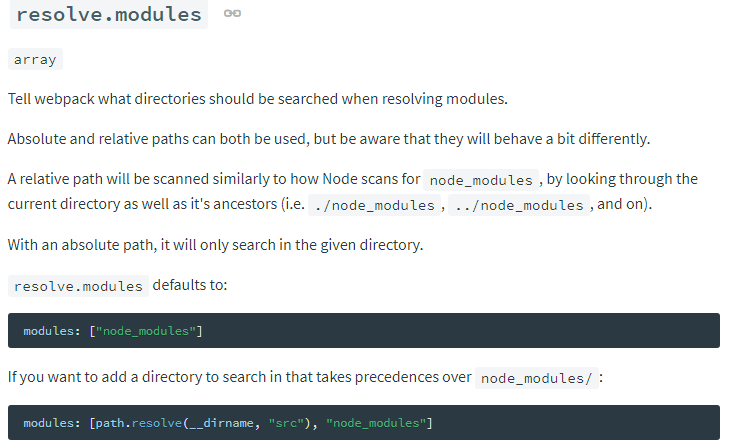 resolve.modules
array
Tell webpack what directories should be searched when resolving modules.
Absolute and relative paths can both be used, but be aware that they will behave a bit differently.
A relative path will be scanned similarly to how Node scans for node_modules , by looking through the
current directory as well as it's ancestors (i.e. ./node_modules , ../node_modules , and on).
With an absolute path, it will only search in the given directory.
resolve.modules defaults to:
modules: ["node_modules"]
If you want to add a directory to search in that takes precedences over node_modules/ :
modules: [path.resolve(__dirname, "src"), "node_modules"]